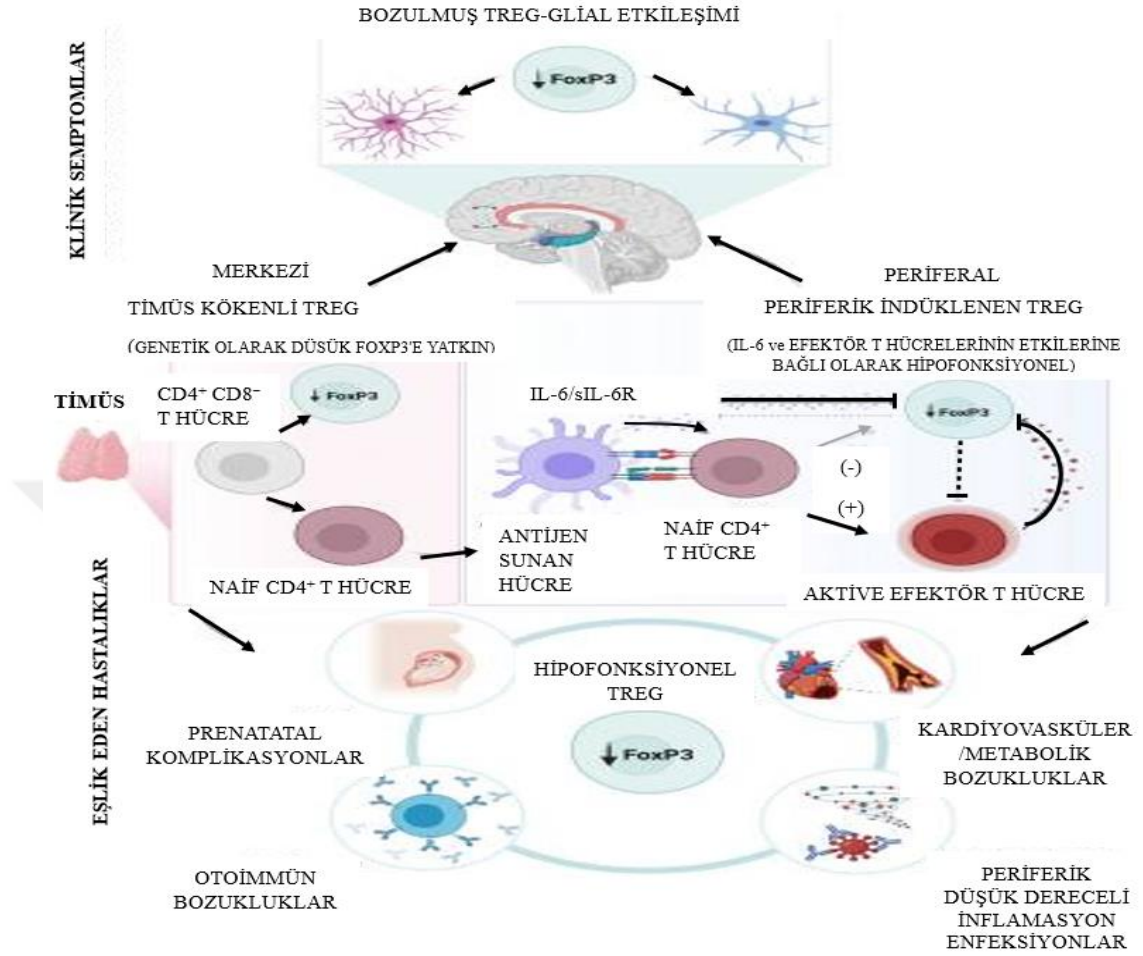 BOZULMUŞ TREG-GLİAL ETKİLEŞİMİ
KLİNİK SEMPTOMLAR
↓ FoxP3
MERKEZİ
TİMÜS KÖKENLİ TREG
(GENETİK OLARAK DÜSÜK FOXP3'E YATKIN)
PERİFERAL
PERİFERİK İNDÜKLENEN TREG
(IL-6 ve EFEKTÖR T HÜCRELERİNİN ETKİLERİNE
BAĞLI OLARAK HİPOFONKSİYONEL)
TİMÜS
CD4⁺ CD8⁻
T HÜCRE
↓ FoxP3
NAİF CD4⁺ T HÜCRE
IL-6/sIL-6R
ANTİJEN
SUNAN
HÜCRE
NAİF CD4⁺
T HÜCRE
↓ FoxP3
(-)
(+)
AKTİVE EFEKTÖR T HÜCRE
EŞLİK EDEN HASTALIKLAR
HİPOFONKSİYONEL
TREG
↓ FoxP3
PRENATATAL
KOMPLİKASYONLAR
KARDİYOVASKÜLER
/METABOLİK
BOZUKLUKLAR
OTOİMMÜN
BOZUKLUKLAR
PERİFERİK
DÜŞÜK DERECELİ
İNFLAMASYON
ENFEKSİYONLAR